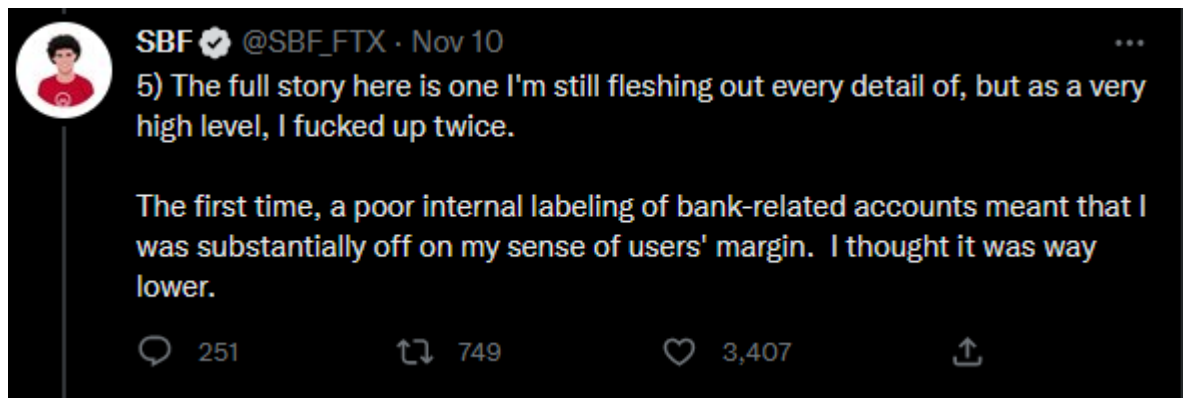 SBF @SBF_FTX · Nov 10
5) The full story here is one I'm still fleshing out every detail of, but as a very
high level, I fucked up twice.
The first time, a poor internal labeling of bank-related accounts meant that I
was substantially off on my sense of users' margin.  I thought it was way
lower.
251 749 3,407